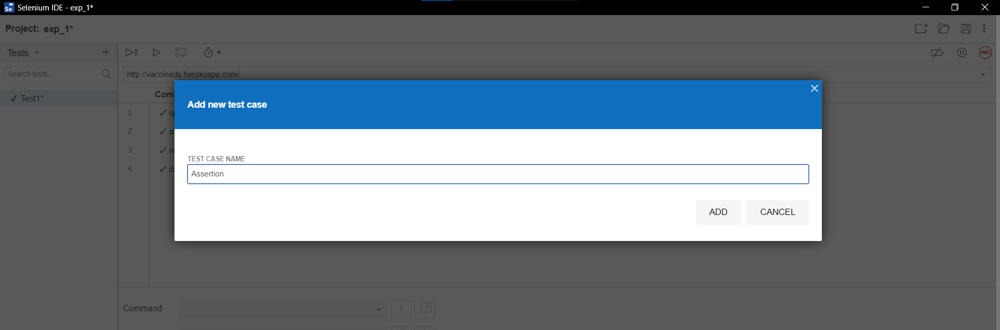 Selenium IDE - exp_1*
Project: exp_1*
Tests
Search tests...
http://vaccineds.herokuapp.com/
REC
✓ Test1*
Com
Add new test case
1
2
3
4
TEST CASE NAME
Assertion
ADD CANCEL
Command
//